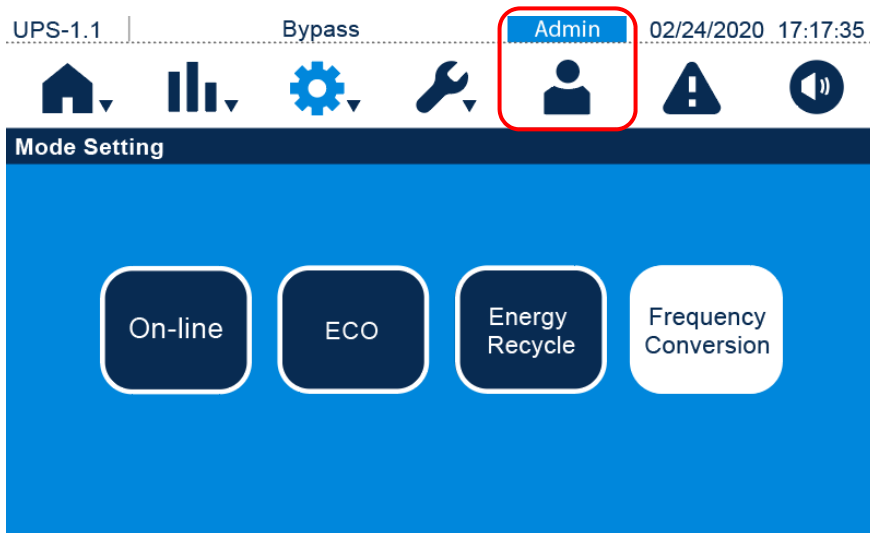 UPS-1.1 Bypass Admin 02/24/2020 17:17:35
Mode Setting
On-line
ECO
Energy
Recycle
Frequency
Conversion